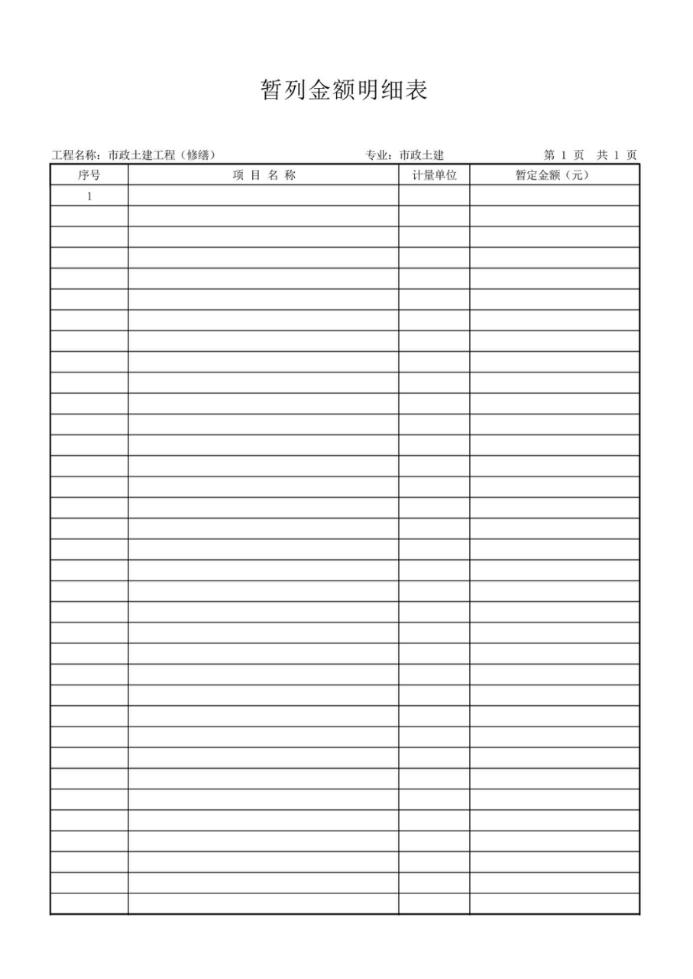 暂列金额明细表
工程名称：市政土建工程（修缮） 专业：市政土建 第 1 页 共 1 页
序号 项 目 名 称 计量单位 暂定金额（元）
1